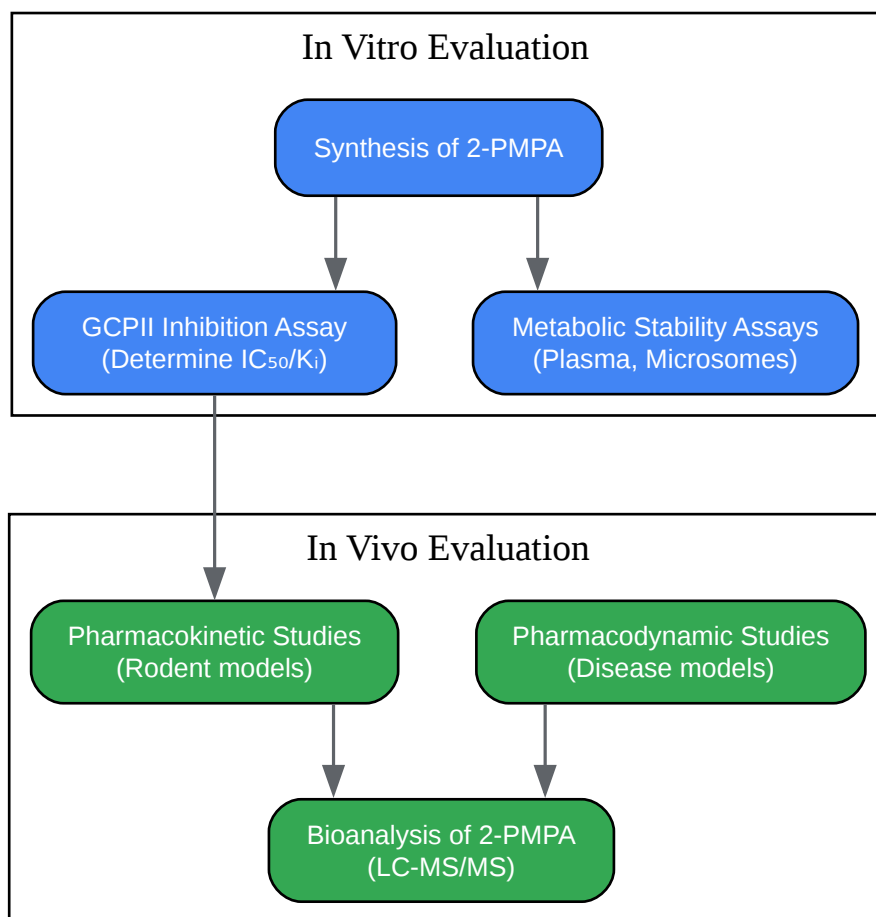 In Vitro Evaluation
Synthesis of 2-PMPA
GCPII Inhibition Assay
(Determine IC₅₀/Kᵢ)
Metabolic Stability Assays
(Plasma, Microsomes)
In Vivo Evaluation
Pharmacokinetic Studies
(Rodent models)
Pharmacodynamic Studies
(Disease models)
Bioanalysis of 2-PMPA
(LC-MS/MS)